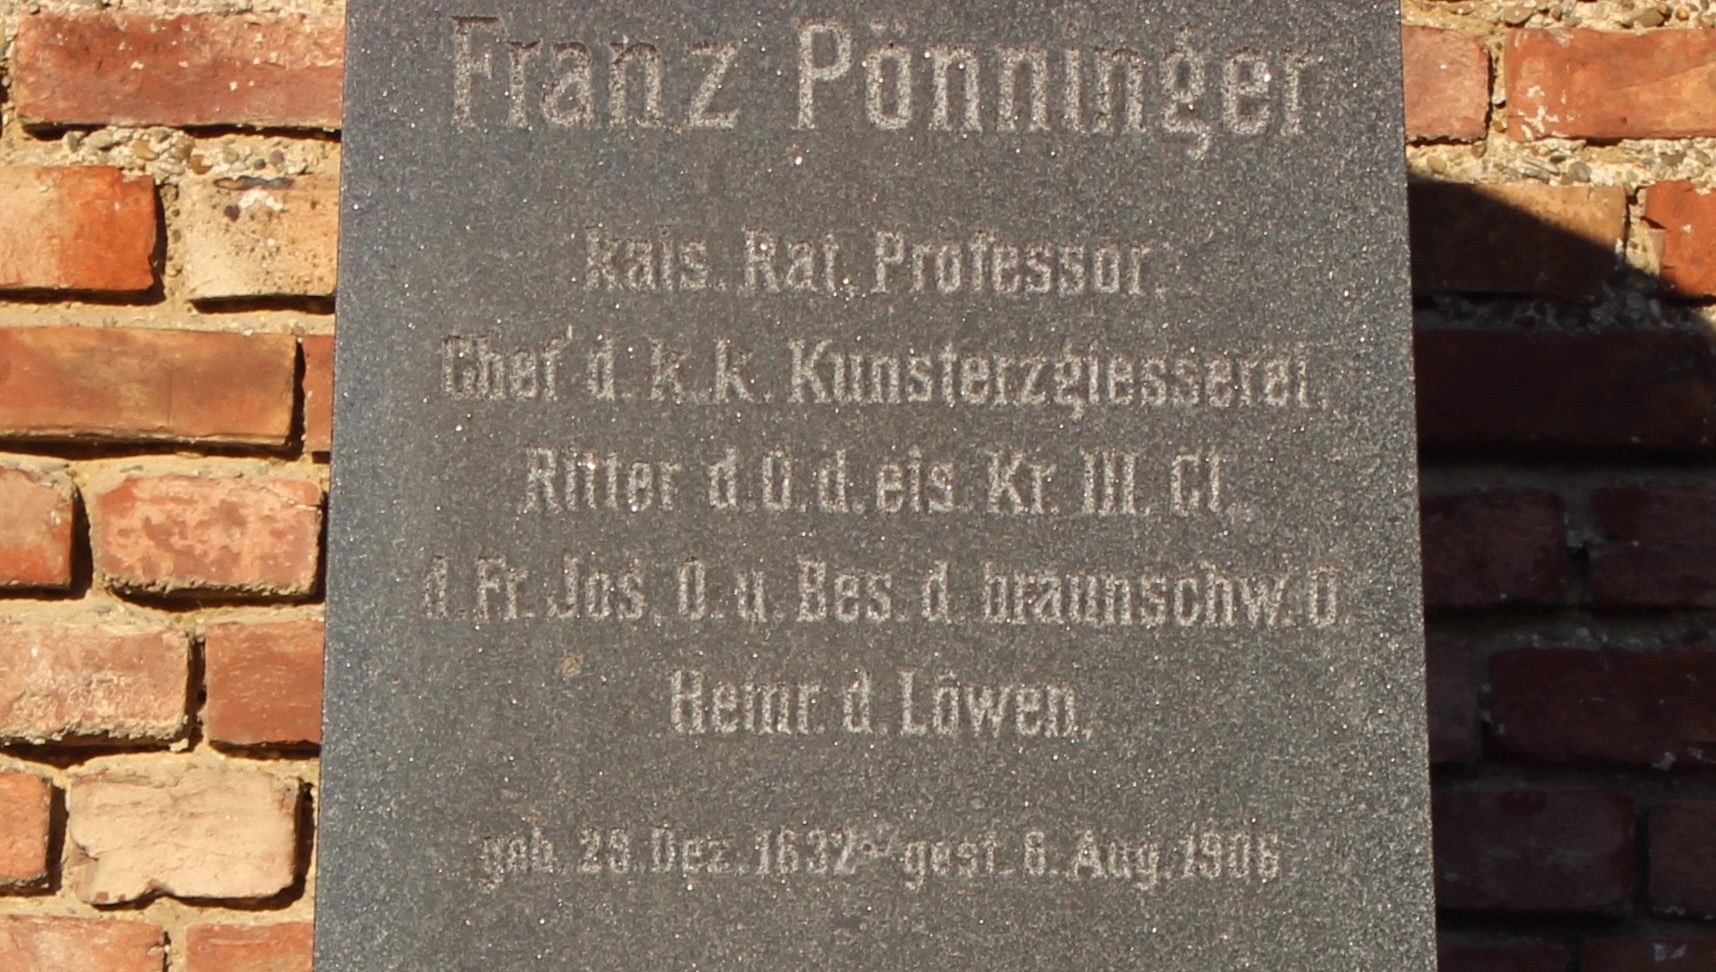 Franz Pönninger
kais. Rat, Professor,
Chef d. k. k. Kunsterzgiesserei,
Ritter d. O. d. eis. Kr. III. Cl.,
d. Fr. Jos. O. u. Bes. d. braunschw. O.
Heinr. d. Löwen,
geb. 29. Dez. 1832 gest. 8. Aug. 1906.